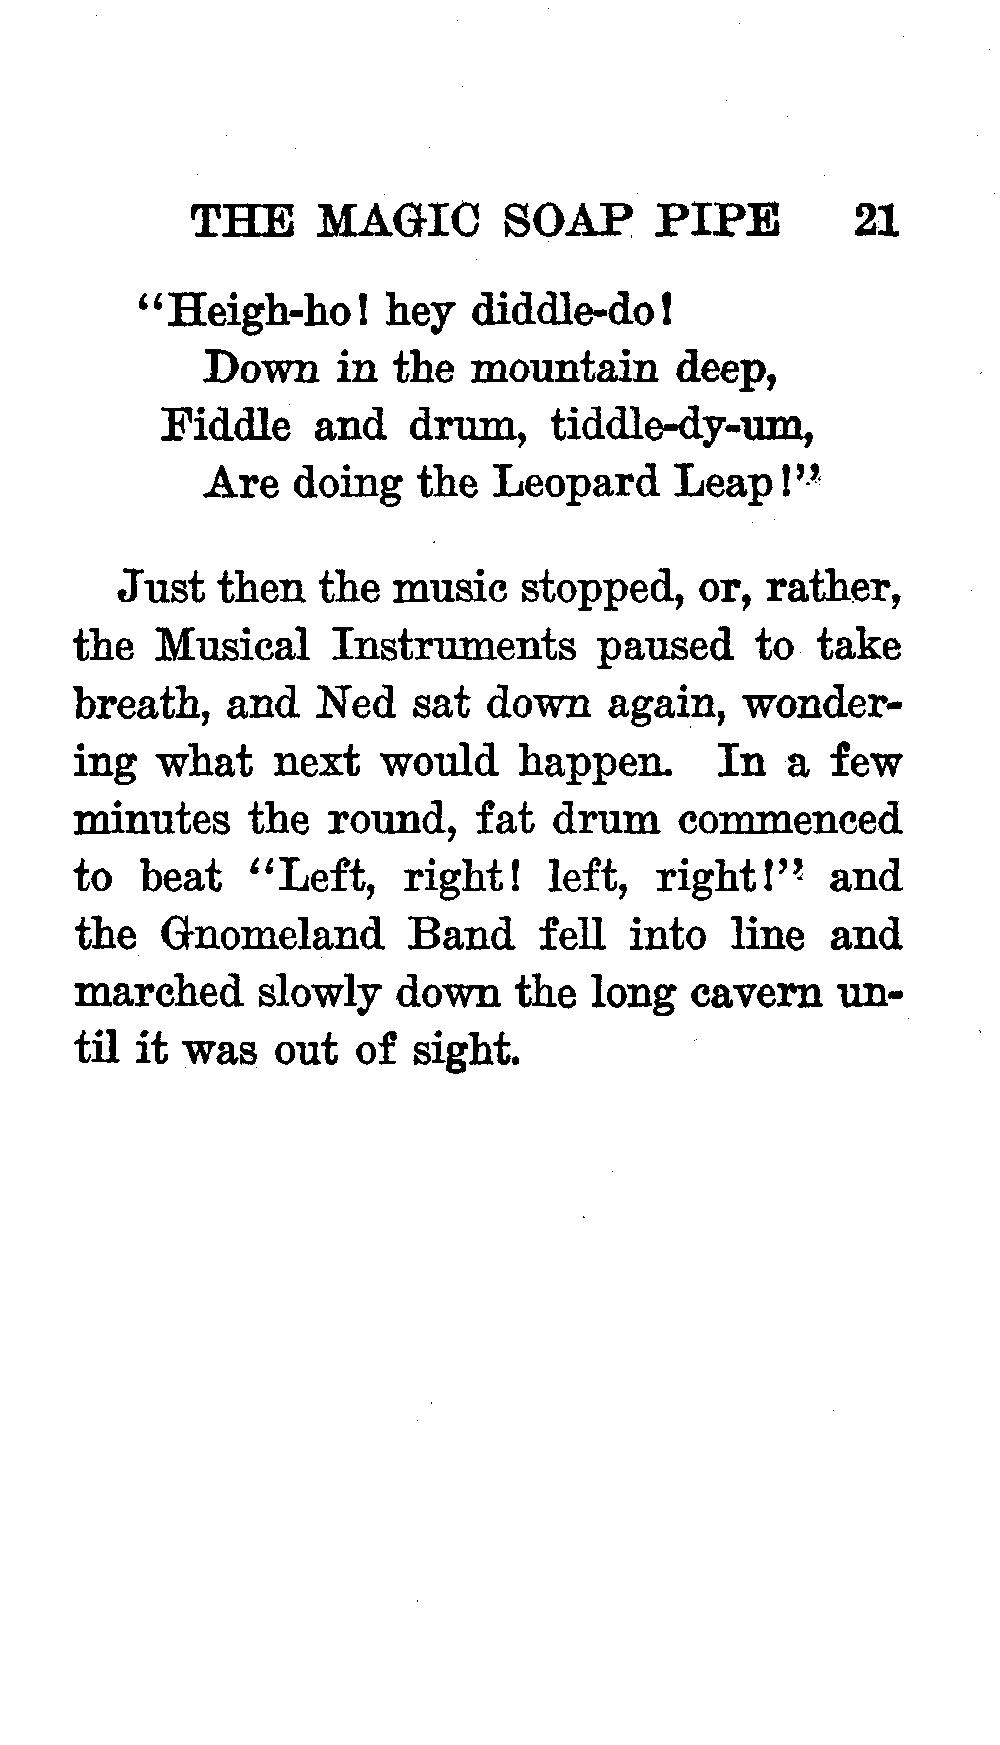 THE MAGIC SOAP PIPE 21
"Heigh-ho! hey diddle-do!
Down in the mountain deep,
Fiddle and drum, tiddle-dy-um,
Are doing the Leopard Leap!"
Just then the music stopped, or, rather,
the Musical Instruments paused to take
breath, and Ned sat down again, wonder-
ing what next would happen. In a few
minutes the round, fat drum commenced
to beat "Left, right! left, right!" and
the Gnomeland Band fell into line and
marched slowly down the long cavern un-
til it was out of sight.